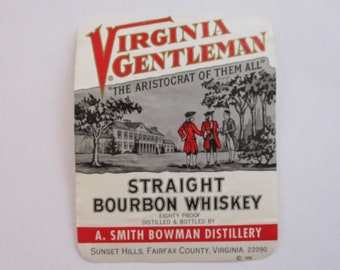 VIRGINIA
GENTLEMAN
®
"THE ARISTOCRAT OF THEM ALL"
STRAIGHT
BOURBON WHISKEY
EIGHTY PROOF
DISTILLED & BOTTLED BY
A. SMITH BOWMAN DISTILLERY
SUNSET HILLS, FAIRFAX COUNTY, VIRGINIA. 22090
©